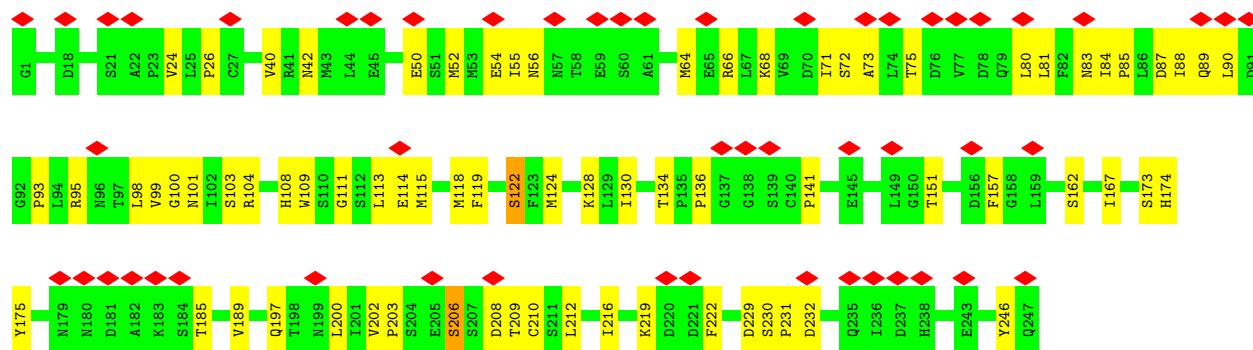 G1 D18 S21 A22 P23 V24 L25 P26 C27 V40 R41 N42 M43 L44 E45 E50 S51 M52 M53 E54 I55 N56 N57 T58 E59 S60 A61 M64 E65 R66 L67 K68 V69 D70 I71 S72 A73 L74 T75 D76 V77 D78 Q79 L80 L81 F82 N83 I84 P85 L86 D87 I88 Q89 L90 D91
G92 P93 L94 R95 N96 T97 L98 V99 G100 N101 I102 S103 R104 H108 W109 S110 G111 S112 L113 E114 M115 M118 F119 S122 F123 M124 K128 L129 I130 T134 P135 P136 G137 G138 S139 C140 P141 E145 L149 G150 T151 D156 F157 G158 L159 S162 I167 S173 H174
Y175 N179 N180 D181 A182 K183 S184 T185 V189 Q197 T198 N199 L200 I201 V202 P203 S204 E205 S206 S207 D208 T209 C210 S211 L212 I216 K219 D220 D221 F222 D229 S230 P231 D232 Q235 I236 D237 H238 E243 Y246 Q247